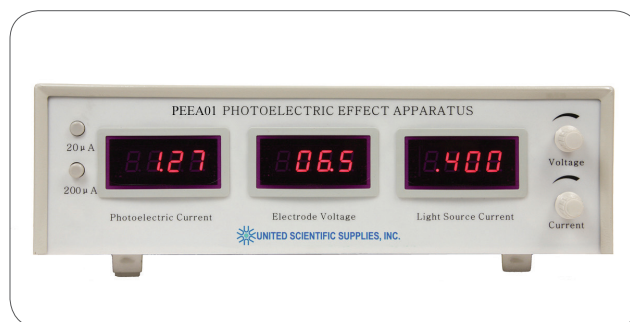 PEEA01 PHOTOELECTRIC EFFECT APPARATUS
20μA
200μA
1.27
06.5
.400
Voltage
Current
Photoelectric Current
Electrode Voltage
Light Source Current
UNITED SCIENTIFIC SUPPLIES, INC.